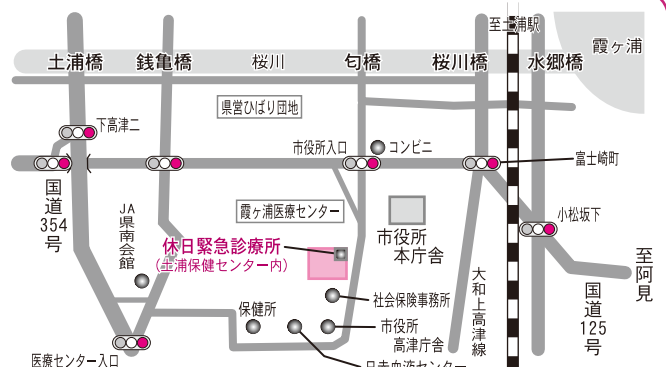 至土浦駅
霞ヶ浦
土浦橋
銭亀橋
桜川
匂橋
桜川橋
水郷橋
県営ひばり団地
下高津二
市役所入口
コンビニ
富士崎町
国道
354
号
JA県南会館
霞ヶ浦医療センター
市役所
本庁舎
小松坂下
休日緊急診療所
(土浦保健センター内)
至阿見
大和上高津線
国道
125
号
社会保険事務所
保健所
市役所
高津庁舎
医療センター入口